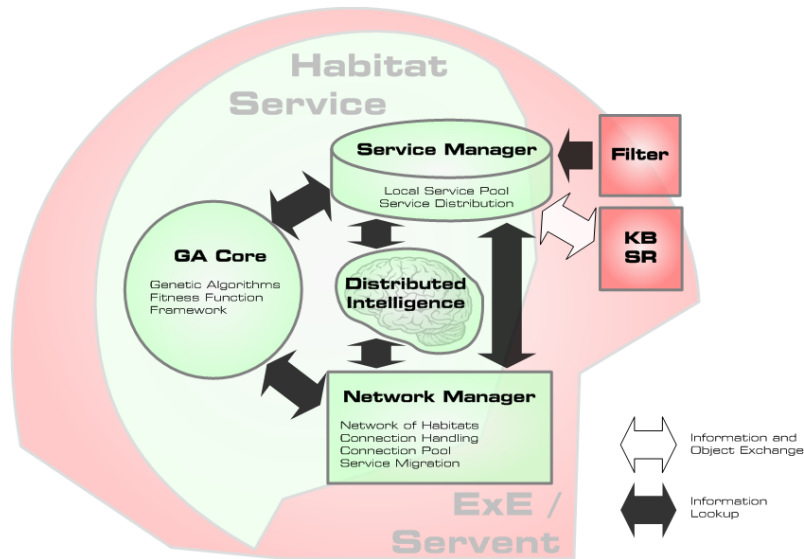 Habitat
Service
Service Manager
Local Service Pool
Service Distribution
Filter
KB
SR
GA Core
Genetic Algorithms
Fitness Function
Framework
Distributed
Intelligence
Network Manager
Network of Habitats
Connection Handling
Connection Pool
Service Migration
Information and
Object Exchange
Information
Lookup
ExE /
Servent